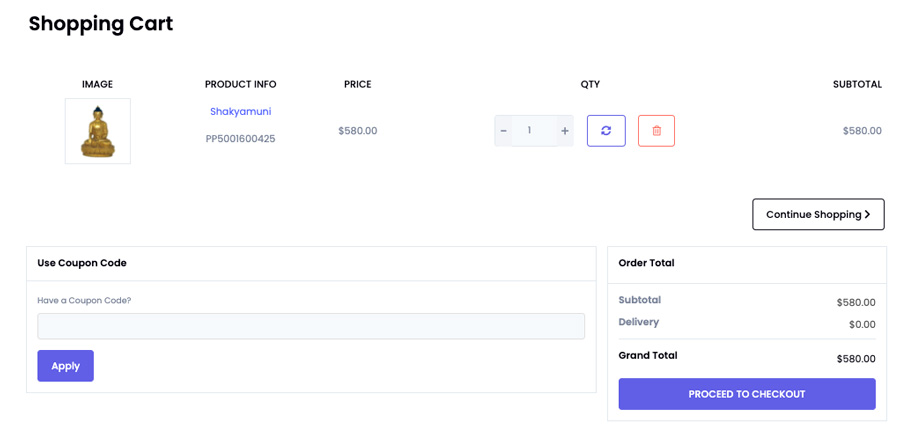 Shopping Cart
IMAGE PRODUCT INFO PRICE QTY SUBTOTAL
Shakyamuni
PP5001600425
$580.00 - 1 + $580.00
Continue Shopping
Use Coupon Code
Have a Coupon Code?
Apply
Order Total
Subtotal $580.00
Delivery $0.00
Grand Total $580.00
PROCEED TO CHECKOUT